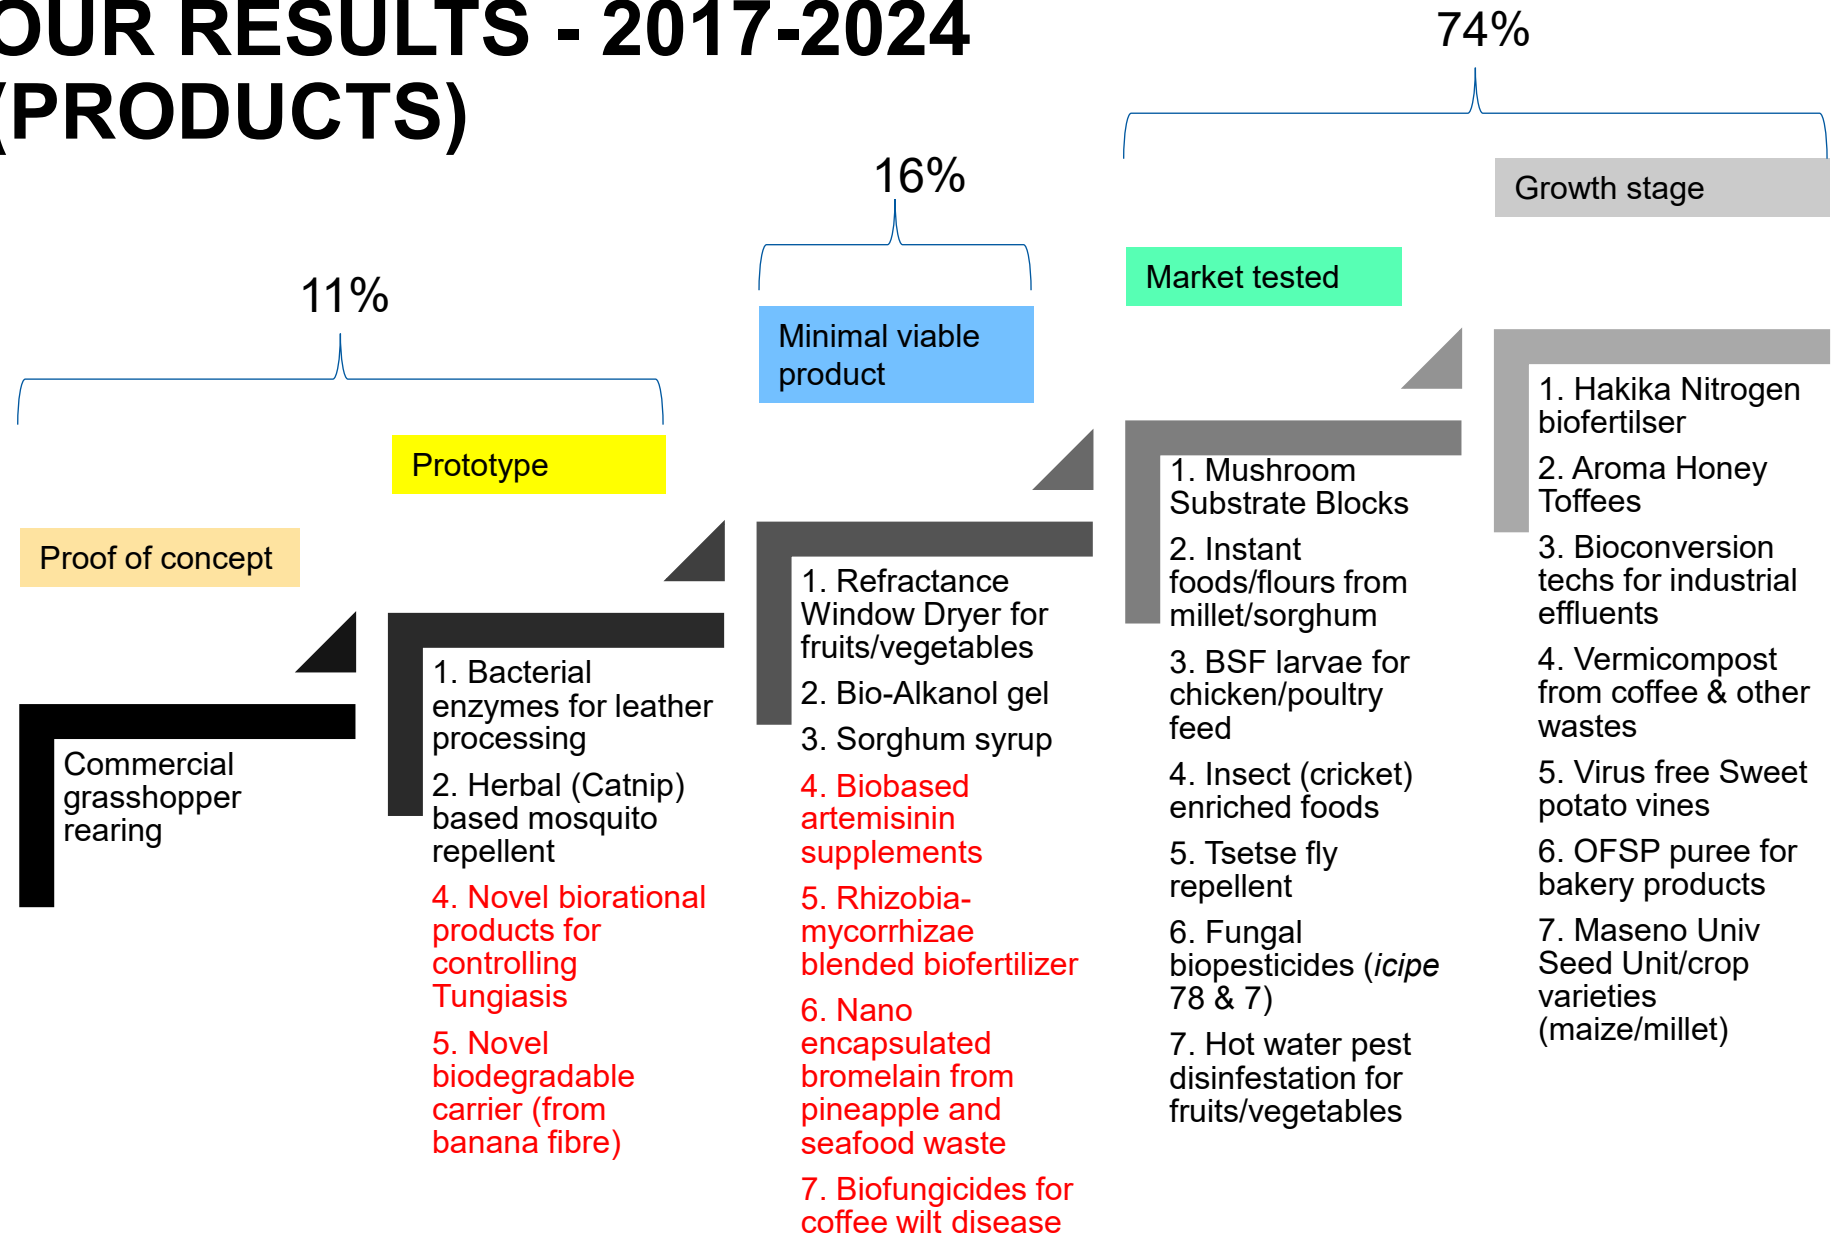 OUR RESULTS - 2017-2024
(PRODUCTS)
74%
16%
11%
Growth stage
Market tested
Minimal viable
product
Prototype
Proof of concept
Commercial
grasshopper
rearing
1. Bacterial
enzymes for leather
processing
2. Herbal (Catnip)
based mosquito
repellent
4. Novel biorational
products for
controlling
Tungiasis
5. Novel
biodegradable
carrier (from
banana fibre)
1. Refractance
Window Dryer for
fruits/vegetables
2. Bio-Alkanol gel
3. Sorghum syrup
4. Biobased
artemisinin
supplements
5. Rhizobia-
mycorrhizae
blended biofertilizer
6. Nano
encapsulated
bromelain from
pineapple and
seafood waste
7. Biofungicides for
coffee wilt disease
1. Mushroom
Substrate Blocks
2. Instant
foods/flours from
millet/sorghum
3. BSF larvae for
chicken/poultry
feed
4. Insect (cricket)
enriched foods
5. Tsetse fly
repellent
6. Fungal
biopesticides (icipe
78 & 7)
7. Hot water pest
disinfestation for
fruits/vegetables
1. Hakika Nitrogen
biofertilser
2. Aroma Honey
Toffees
3. Bioconversion
techs for industrial
effluents
4. Vermicompost
from coffee & other
wastes
5. Virus free Sweet
potato vines
6. OFSP puree for
bakery products
7. Maseno Univ
Seed Unit/crop
varieties
(maize/millet)